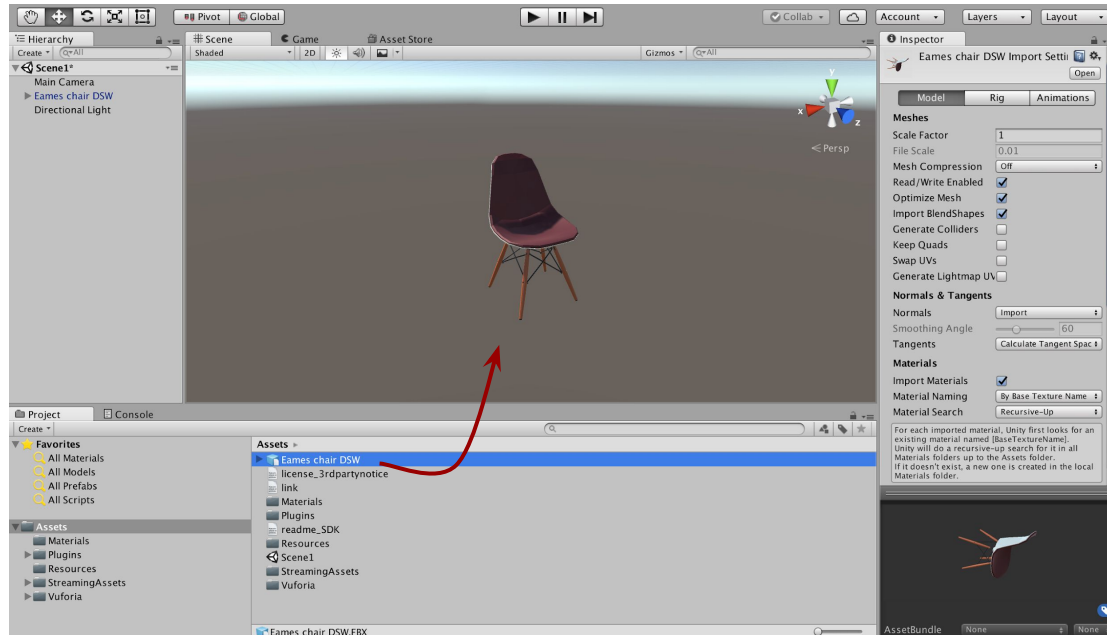 Pivot Global Collab Account Layers Layout
Hierarchy
Create QAll
Scene1*
Main Camera
Eames chair DSW
Directional Light
Scene Game Asset Store
Shaded 2D Gizmos QAll
y
x
z
Persp
Inspector
Eames chair DSW Import Setti
Open
Model Rig Animations
Meshes
Scale Factor 1
File Scale 0.01
Mesh Compression Off
Read/Write Enabled
Optimize Mesh
Import BlendShapes
Generate Colliders
Keep Quads
Swap UVs
Generate Lightmap UV
Normals & Tangents
Normals Import
Smoothing Angle 60
Tangents Calculate Tangent Spac
Materials
Import Materials
Material Naming By Base Texture Name
Material Search Recursive-Up
For each imported material, Unity first looks for an
existing material named [BaseTextureName].
Unity will do a recursive-up search for it in all
Materials folders up to the Assets folder.
If it doesn't exist, a new one is created in the local
Materials folder.
AssetBundle None None
Project Console
Create
Favorites
All Materials
All Models
All Prefabs
All Scripts
Assets
Materials
Plugins
Resources
StreamingAssets
Vuforia
Assets
Eames chair DSW
license_3rdpartynotice
link
Materials
Plugins
readme_SDK
Resources
Scene1
StreamingAssets
Vuforia
Eames chair DSW.FBX